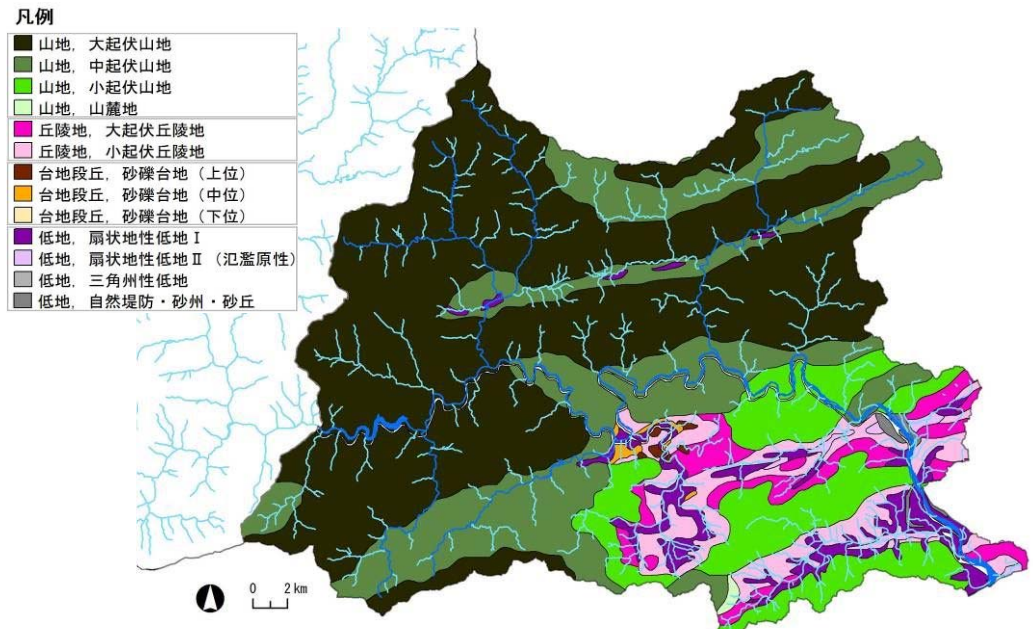 凡例
山地，大起伏山地
山地，中起伏山地
山地，小起伏山地
山地，山麓地
丘陵地，大起伏丘陵地
丘陵地，小起伏丘陵地
台地段丘，砂礫台地（上位）
台地段丘，砂礫台地（中位）
台地段丘，砂礫台地（下位）
低地，扇状地性低地Ⅰ
低地，扇状地性低地Ⅱ（氾濫原性）
低地，三角州性低地
低地，自然堤防・砂州・砂丘
0 2 km